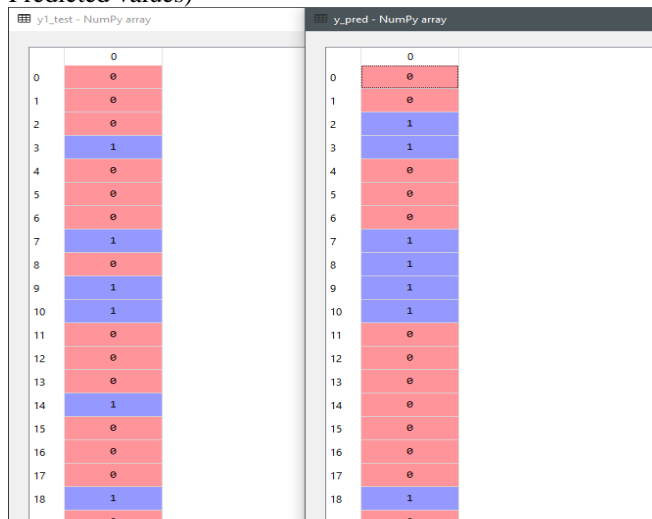 Predicted values)
y1_test - NumPy array y_pred - NumPy array
0 0
0 0 0 0
1 0 1 0
2 0 2 1
3 1 3 1
4 0 4 0
5 0 5 0
6 0 6 0
7 1 7 1
8 0 8 1
9 1 9 1
10 1 10 1
11 0 11 0
12 0 12 0
13 0 13 0
14 1 14 0
15 0 15 0
16 0 16 0
17 0 17 0
18 1 18 1